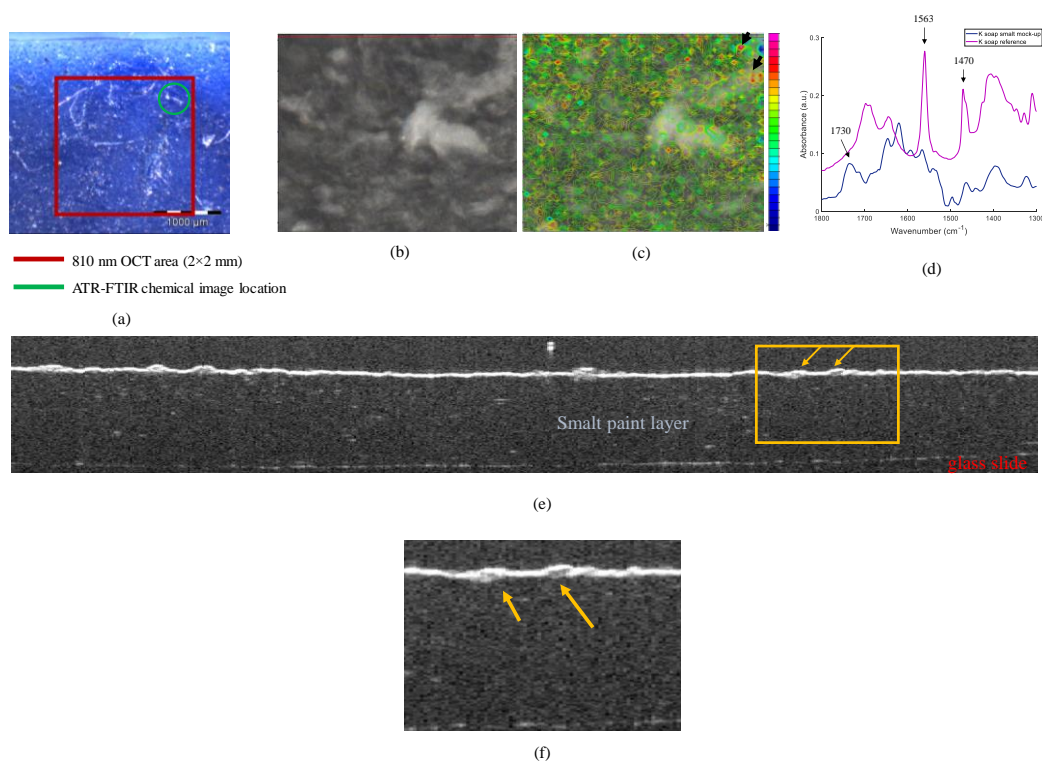 1000 µm
810 nm OCT area (2×2 mm)
ATR-FTIR chemical image location
(a)
(b)
(c)
1563
K soap small mock-up
K soap reference
1470
1730
0.3
0.2
0.1
0
Absorbance (a.u.)
1800
1700
1600
1500
1400
1300
Wavenumber (cm⁻¹)
(d)
Smalt paint layer
glass slide
(e)
(f)